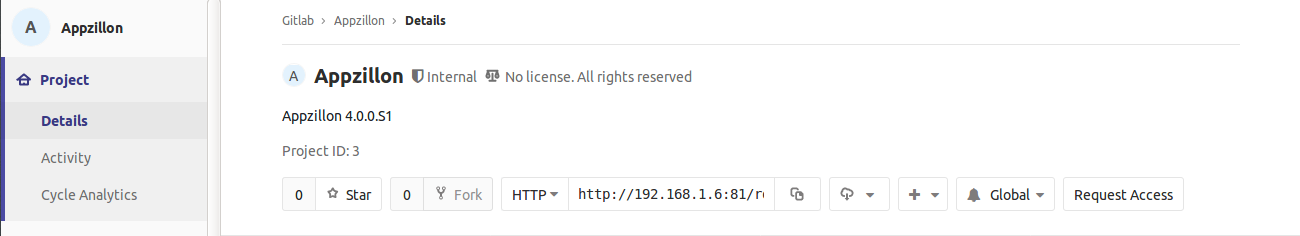 A Appzillon
Project
Details
Activity
Cycle Analytics
Gitlab › Appzillon › Details
A Appzillon Internal No license. All rights reserved
Appzillon 4.0.0.S1
Project ID: 3
0 Star 0 Fork HTTP http://192.168.1.6:81/r Global Request Access